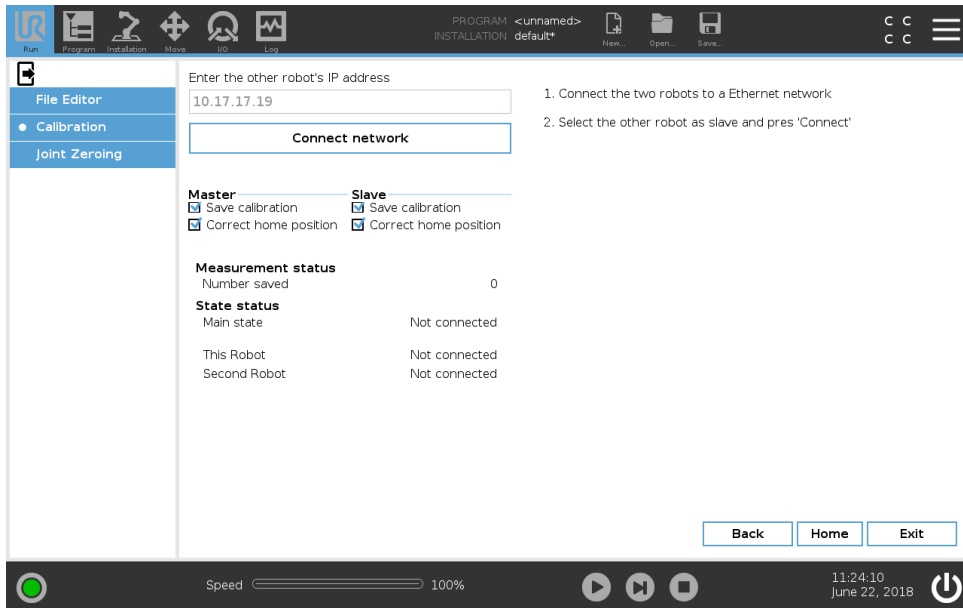 UR
PROGRAM <unnamed>
INSTALLATION default*
C C
C C
Run Program Installation Move I/O Log New... Open... Save...
File Editor
Calibration
Joint Zeroing
Enter the other robot's IP address
10.17.17.19
Connect network
1. Connect the two robots to a Ethernet network
2. Select the other robot as slave and pres 'Connect'
Master Slave
Save calibration Save calibration
Correct home position Correct home position
Measurement status
Number saved 0
State status
Main state Not connected
This Robot Not connected
Second Robot Not connected
Back Home Exit
Speed 100%
11:24:10
June 22, 2018